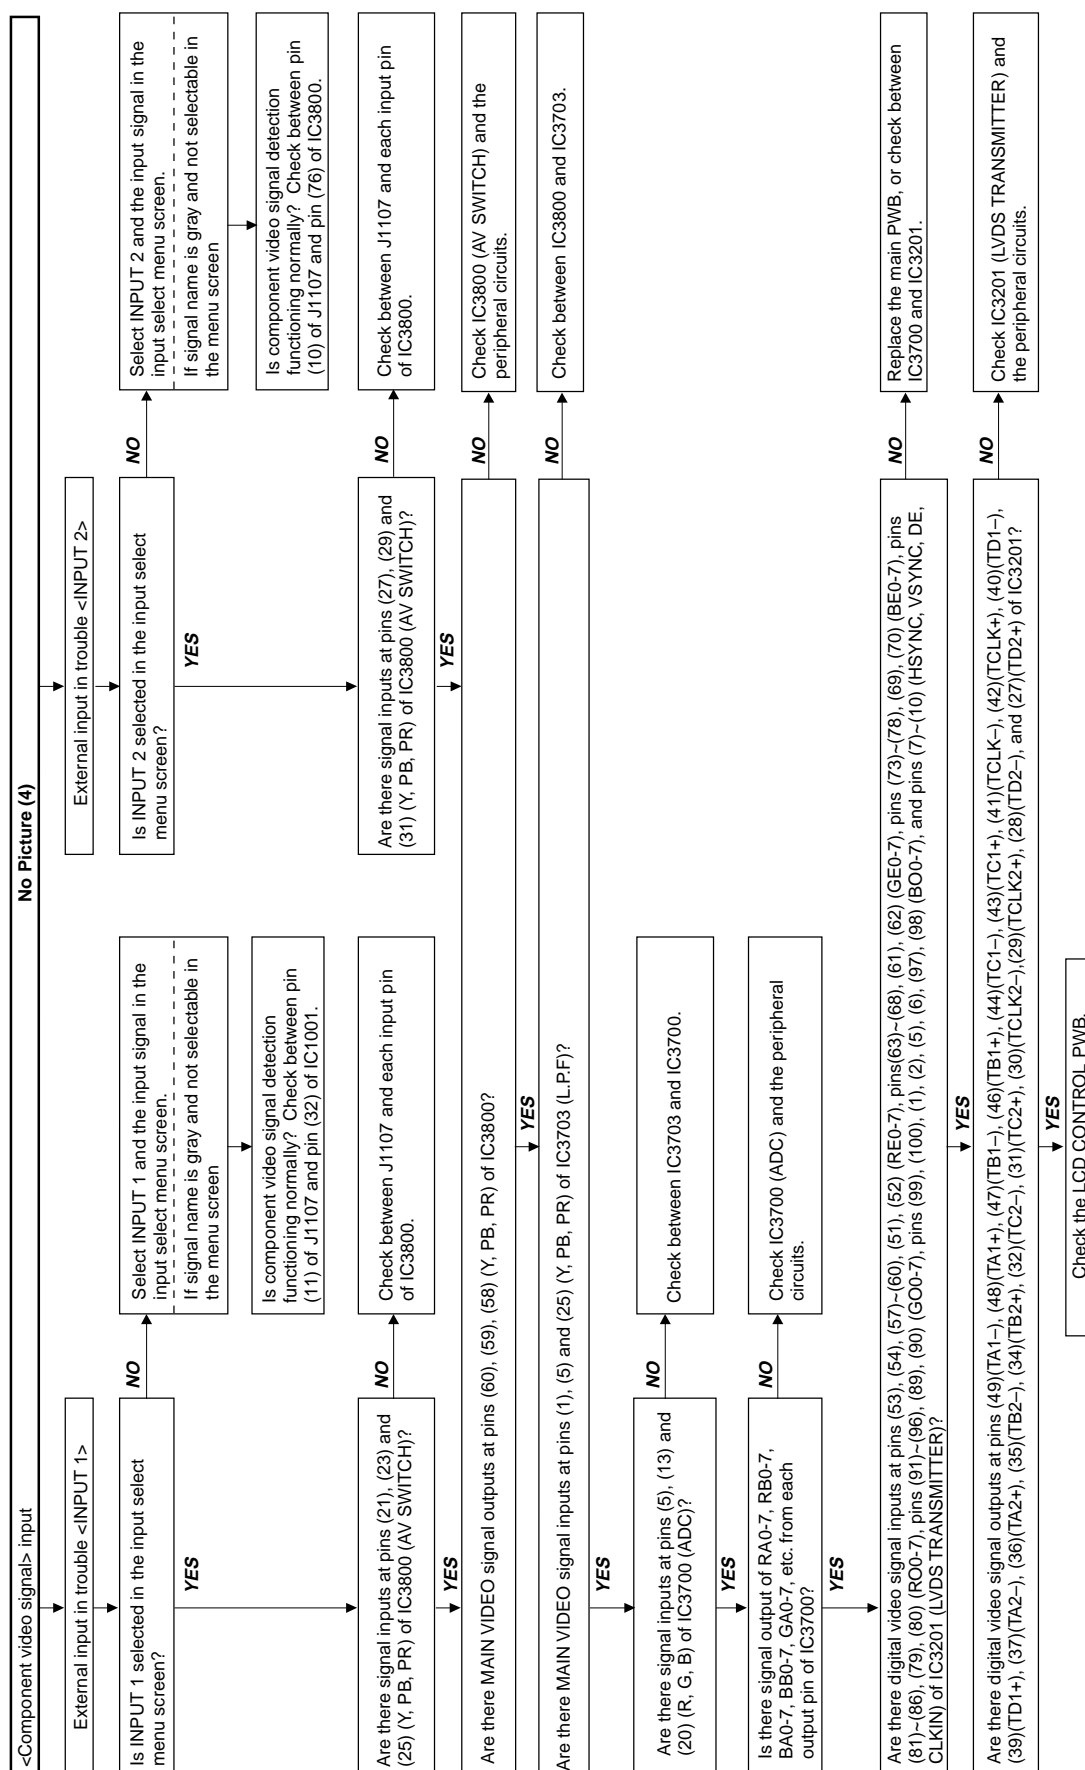 No Picture (4)
<Component video signal> input
External input in trouble <INPUT 1>
Is INPUT 1 selected in the input select
menu screen?
NO
Select INPUT 1 and the input signal in the
input select menu screen.
If signal name is gray and not selectable in
the menu screen
Is component video signal detection
functioning normally? Check between pin
(11) of J1107 and pin (32) of IC1001.
YES
Are there signal inputs at pins (21), (23) and
(25) (Y, PB, PR) of IC3800 (AV SWITCH)?
NO
Check between J1107 and each input pin
of IC3800.
YES
External input in trouble <INPUT 2>
Is INPUT 2 selected in the input select
menu screen?
NO
Select INPUT 2 and the input signal in the
input select menu screen.
If signal name is gray and not selectable in
the menu screen
Is component video signal detection
functioning normally? Check between pin
(10) of J1107 and pin (76) of IC3800.
YES
Are there signal inputs at pins (27), (29) and
(31) (Y, PB, PR) of IC3800 (AV SWITCH)?
NO
Check between J1107 and each input pin
of IC3800.
YES
Are there MAIN VIDEO signal outputs at pins (60), (59), (58) (Y, PB, PR) of IC3800?
NO
Check IC3800 (AV SWITCH) and the
peripheral circuits.
YES
Are there MAIN VIDEO signal inputs at pins (1), (5) and (25) (Y, PB, PR) of IC3703 (L.P.F)?
NO
Check between IC3800 and IC3703.
YES
Are there signal inputs at pins (5), (13) and
(20) (R, G, B) of IC3700 (ADC)?
NO
Check between IC3703 and IC3700.
YES
Is there signal output of RA0-7, RB0-7,
BA0-7, BB0-7, GA0-7, etc. from each
output pin of IC3700?
NO
Check IC3700 (ADC) and the peripheral
circuits.
YES
Are there digital video signal inputs at pins (53), (54), (57)~(60), (51), (52) (RE0-7), pins(63)~(68), (61), (62) (GE0-7), pins (73)~(78), (69), (70) (BE0-7), pins
(81)~(86), (79), (80) (RO0-7), pins (91)~(96), (89), (90) (GO0-7), pins (99), (100), (1), (2), (5), (6), (97), (98) (BO0-7), and pins (7)~(10) (HSYNC, VSYNC, DE,
CLKIN) of IC3201 (LVDS TRANSMITTER)?
NO
Replace the main PWB, or check between
IC3700 and IC3201.
YES
Are there digital video signal outputs at pins (49)(TA1–), (48)(TA1+), (47)(TB1–), (46)(TB1+), (44)(TC1–), (43)(TC1+), (41)(TCLK–), (42)(TCLK+), (40)(TD1–),
(39)(TD1+), (37)(TA2–), (36)(TA2+), (35)(TB2–), (34)(TB2+), (32)(TC2–), (31)(TC2+), (30)(TCLK2–),(29)(TCLK2+), (28)(TD2–), and (27)(TD2+) of IC3201?
NO
Check IC3201 (LVDS TRANSMITTER) and
the peripheral circuits.
YES
Check the LCD CONTROL PWB.